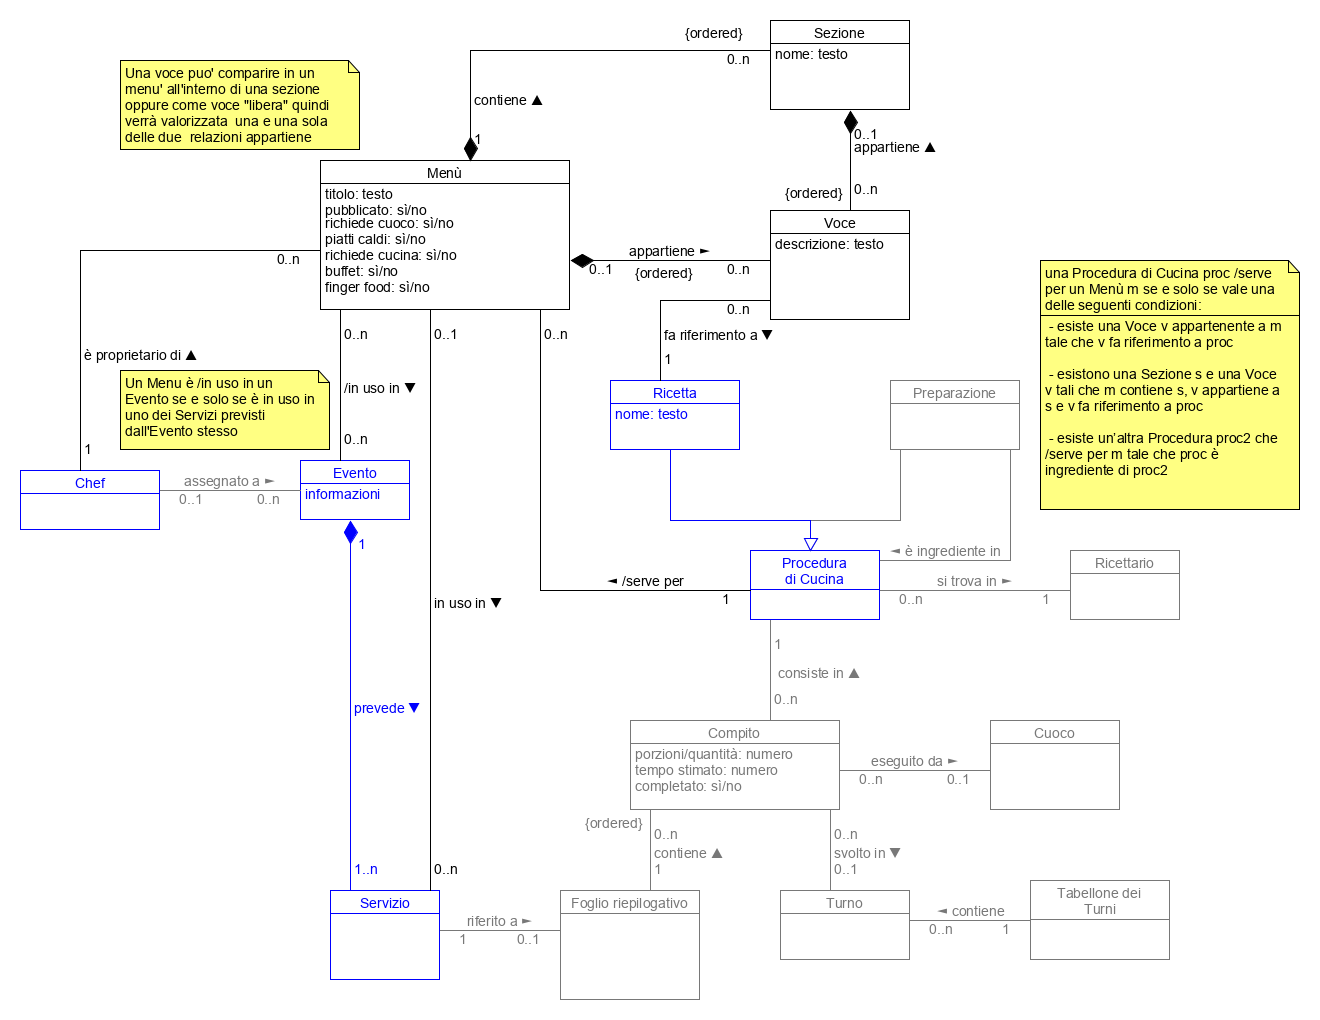 {ordered}
0..n
Sezione
nome: testo
Una voce puo' comparire in un
menu' all'interno di una sezione
oppure come voce "libera" quindi
verrà valorizzata  una e una sola
delle due  relazioni appartiene
contiene ▲
1
0..1
appartiene ▲
{ordered}
0..n
Menù
titolo: testo
pubblicato: sì/no
richiede cuoco: sì/no
piatti caldi: sì/no
richiede cucina: sì/no
buffet: sì/no
finger food: sì/no
Voce
descrizione: testo
appartiene ►
0..1
{ordered}
0..n
0..n
una Procedura di Cucina proc /serve
per un Menù m se e solo se vale una
delle seguenti condizioni:
- esiste una Voce v appartenente a m
tale che v fa riferimento a proc
- esistono una Sezione s e una Voce
v tali che m contiene s, v appartiene a
s e v fa riferimento a proc
- esiste un'altra Procedura proc2 che
/serve per m tale che proc è
ingrediente di proc2
0..n
fa riferimento a ▼
1
0..n
0..1
0..n
è proprietario di ▲
1
Un Menu è /in uso in un
Evento se e solo se è in uso in
uno dei Servizi previsti
dall'Evento stesso
/in uso in ▼
0..n
Ricetta
nome: testo
Preparazione
Chef
assegnato a ►
0..1
0..n
Evento
informazioni
1
◄ è ingrediente in
Procedura
di Cucina
◄ /serve per
1
si trova in ►
0..n
1
Ricettario
in uso in ▼
1
consiste in ▲
0..n
prevede ▼
Compito
porzioni/quantità: numero
tempo stimato: numero
completato: sì/no
eseguito da ►
0..n
0..1
Cuoco
{ordered}
0..n
contiene ▲
1
0..n
svolto in ▼
0..1
1..n
0..n
Servizio
riferito a ►
1
0..1
Foglio riepilogativo
Turno
◄ contiene
0..n
1
Tabellone dei
Turni